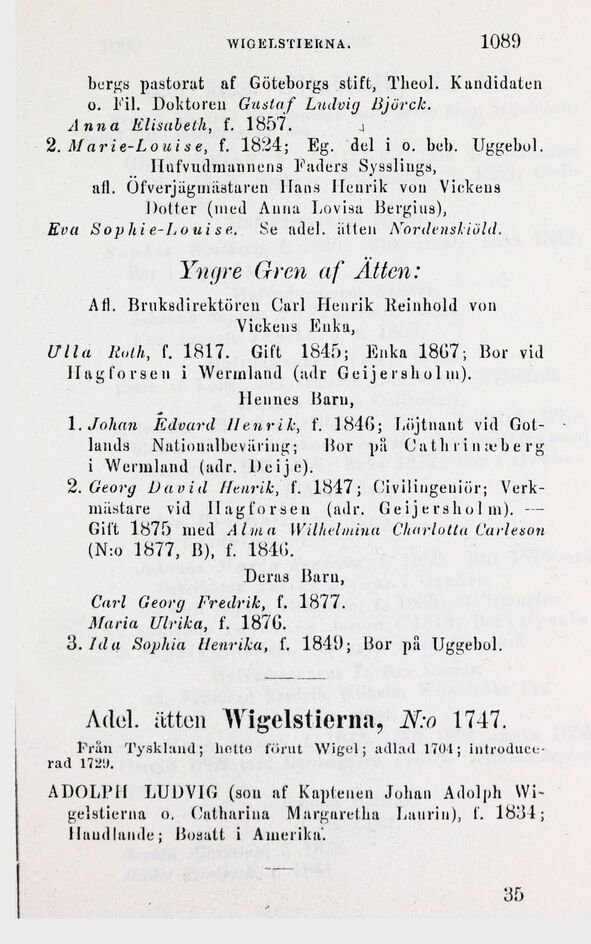 WIGELSTIERNA. 1089
bergs pastorat af Göteborgs stift, Theol. Kandidaten
o. Fil. Doktoren Gustaf Ludvig Björck.
Anna Elisabeth, f. 1857.
2. Marie-Louise, f. 1824; Eg. del i o. beb. Uggebol.
Hufvudmannens Faders Sysslings,
afl. Öfverjägmästaren Hans Henrik von Vickens
Dotter (med Anna Lovisa Bergius),
Eva Sophie-Louise. Se adel. ätten Nordenskiöld.
Yngre Gren af Ätten:
Afl. Bruksdirektören Carl Henrik Reinhold von
Vickens Enka,
Ulla Roth, f. 1817. Gift 1845; Enka 1867; Bor vid
Hagforsen i Wermland (adr Geijersholm).
Hennes Barn,
1. Johan Edvard Henrik, f. 1846; Löjtnant vid Got-
lands Nationalbeväring; Bor på Cathrinæberg
i Wermland (adr. Deije).
2. Georg David Henrik, f. 1847; Civilingeniör; Verk-
mästare vid Hagforsen (adr. Geijersholm). —
Gift 1875 med Alma Wilhelmina Charlotta Carleson
(N:o 1877, B), f. 1846.
Deras Barn,
Carl Georg Fredrik, f. 1877.
Maria Ulrika, f. 1876.
3. Ida Sophia Henrika, f. 1849; Bor på Uggebol.
Adel. ätten Wigelstierna, N:o 1747.
Från Tyskland; hette förut Wigel; adlad 1704; introduce-
rad 1729.
ADOLPH LUDVIG (son af Kaptenen Johan Adolph Wi-
gelstierna o. Catharina Margaretha Laurin), f. 1834;
Handlande; Bosatt i Amerika.
35